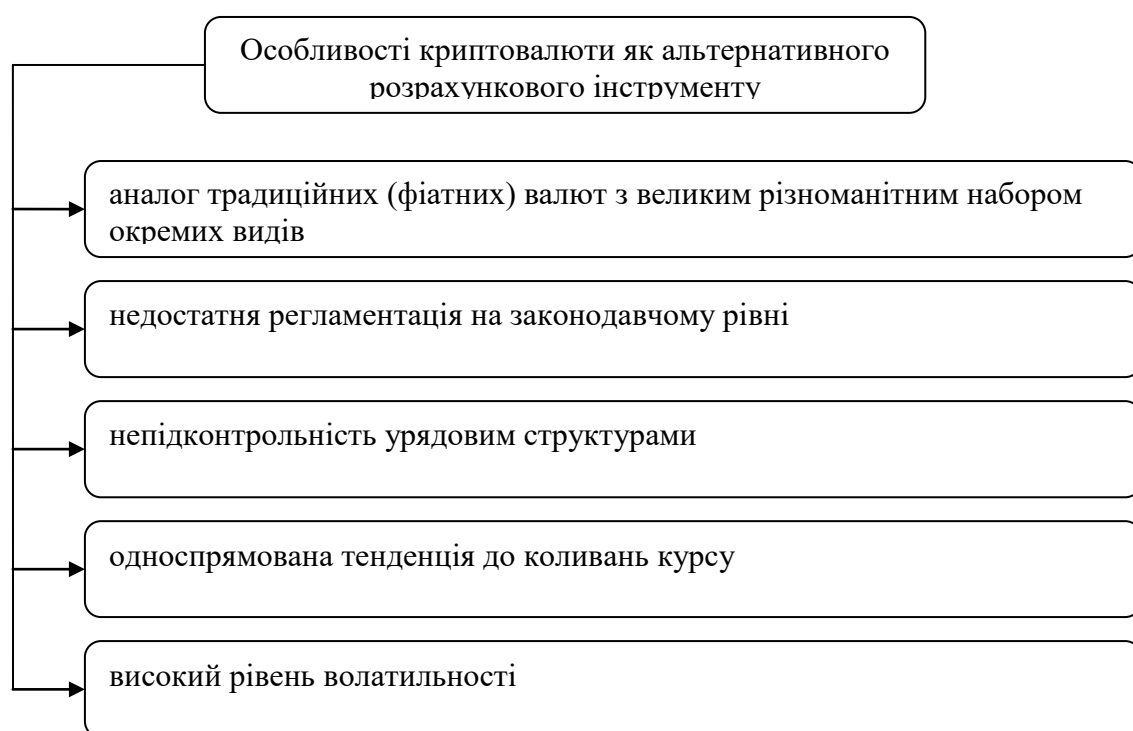 Особливості криптовалюти як альтернативного
розрахункового інструменту
аналог традиційних (фіатних) валют з великим різноманітним набором
окремих видів
недостатня регламентація на законодавчому рівні
непідконтрольність урядовим структурами
односпрямована тенденція до коливань курсу
високий рівень волатильності